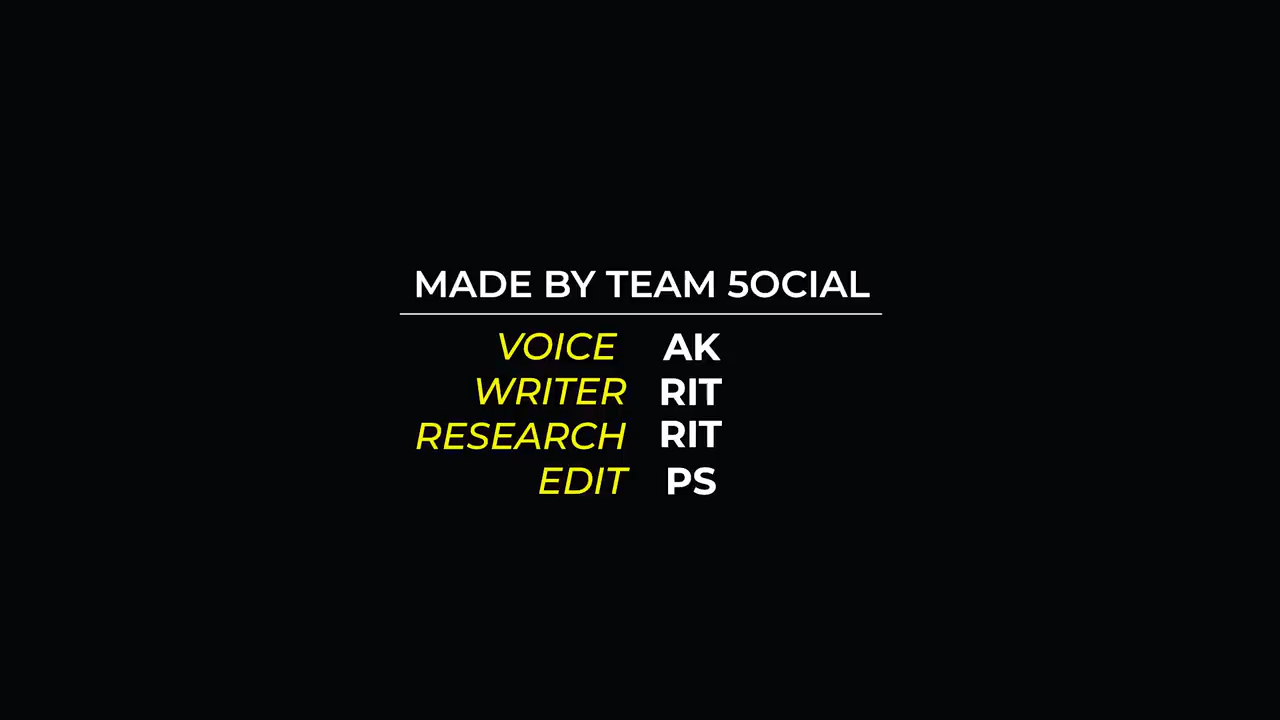 MADE BY TEAM 5OCIAL
VOICE AK
WRITER RIT
RESEARCH RIT
EDIT PS